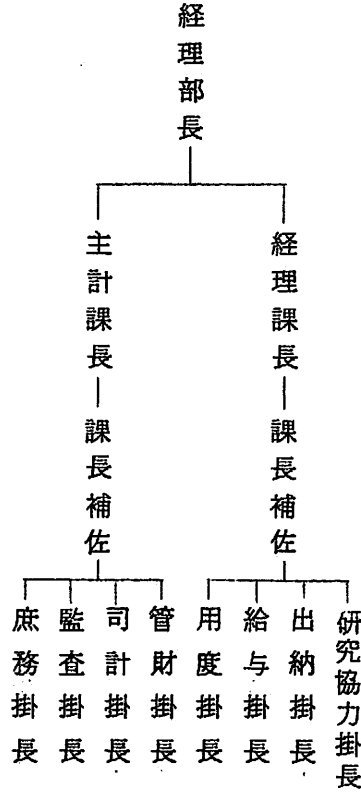 経理部長
経理課長
課長補佐
研究協力掛長
出納掛長
給与掛長
用度掛長
主計課長
課長補佐
管財掛長
司計掛長
監査掛長
庶務掛長